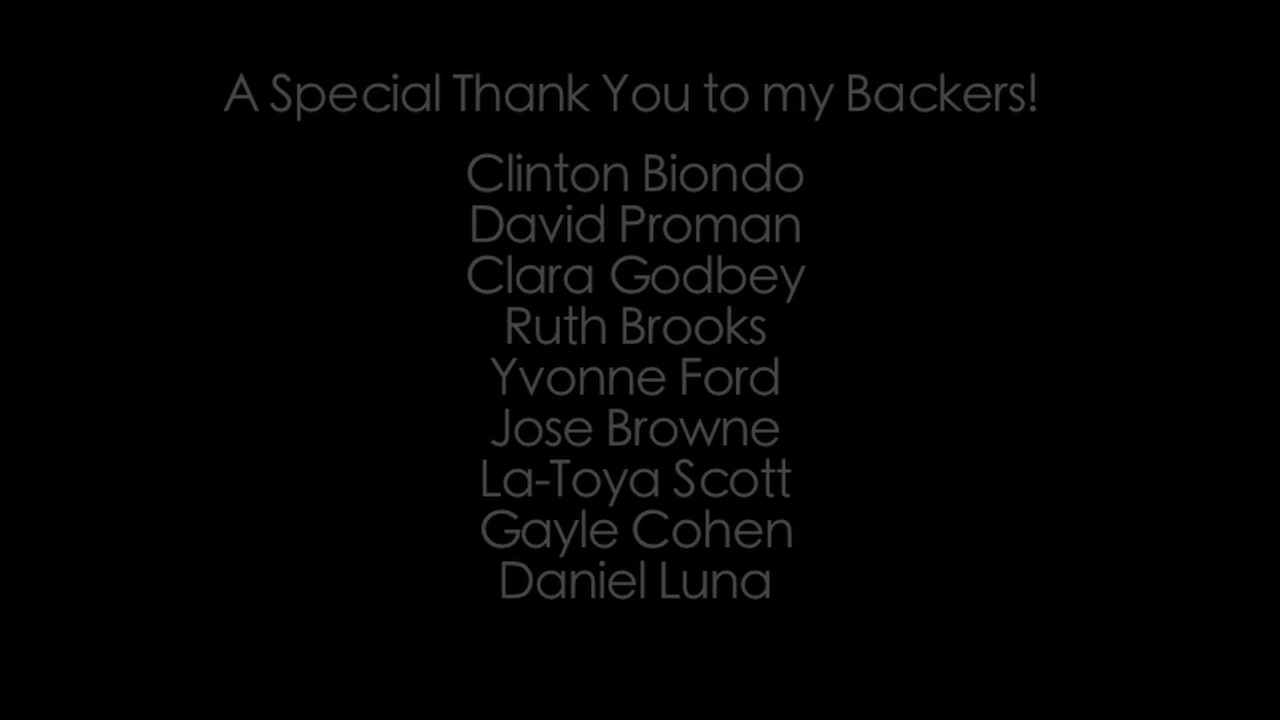 A Special Thank You to my Backers!
Clinton Biondo
David Proman
Clara Godbey
Ruth Brooks
Yvonne Ford
Jose Browne
La-Toya Scott
Gayle Cohen
Daniel Luna